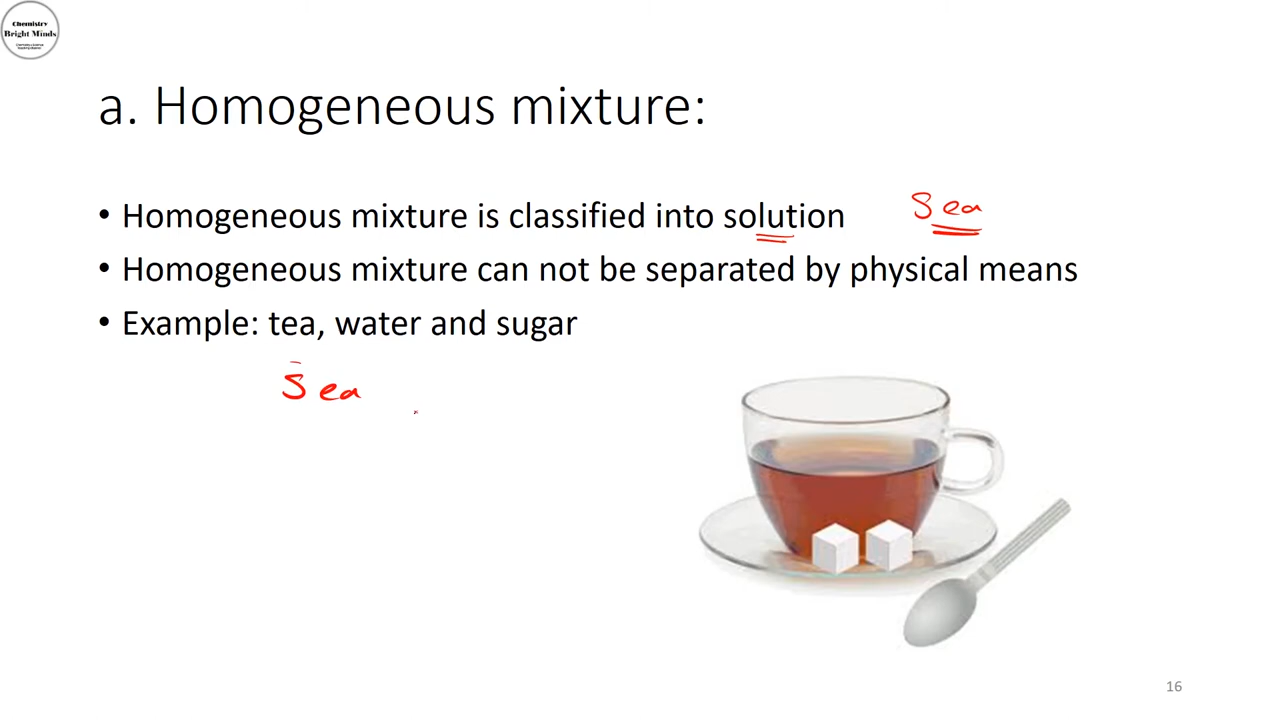 Chemistry
Bright Minds
a. Homogeneous mixture:
• Homogeneous mixture is classified into solution
Sea
• Homogeneous mixture can not be separated by physical means
• Example: tea, water and sugar
Sea
16